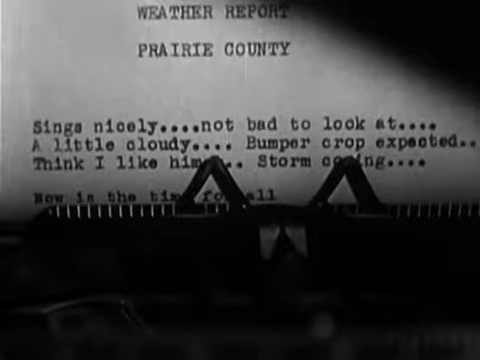 WEATHER REPORT
PRAIRIE COUNTY
Sings nicely....not bad to look at....
A little cloudy.... Bumper crop expected..
Think I like him... Storm coming....
Now is the time for all